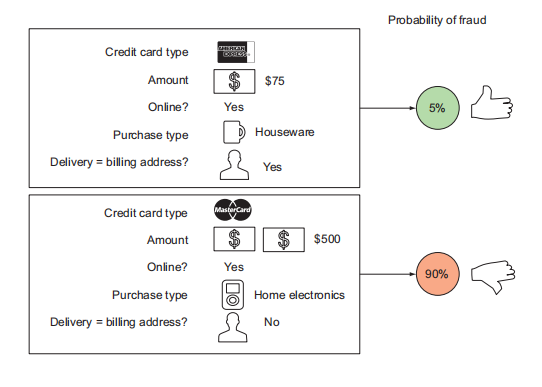 Probability of fraud
Credit card type AMERICAN EXPRESS
Amount $ $75
Online? Yes
Purchase type Houseware
Delivery = billing address? Yes
5%
Credit card type MasterCard
Amount $ $ $500
Online? Yes
Purchase type Home electronics
Delivery = billing address? No
90%